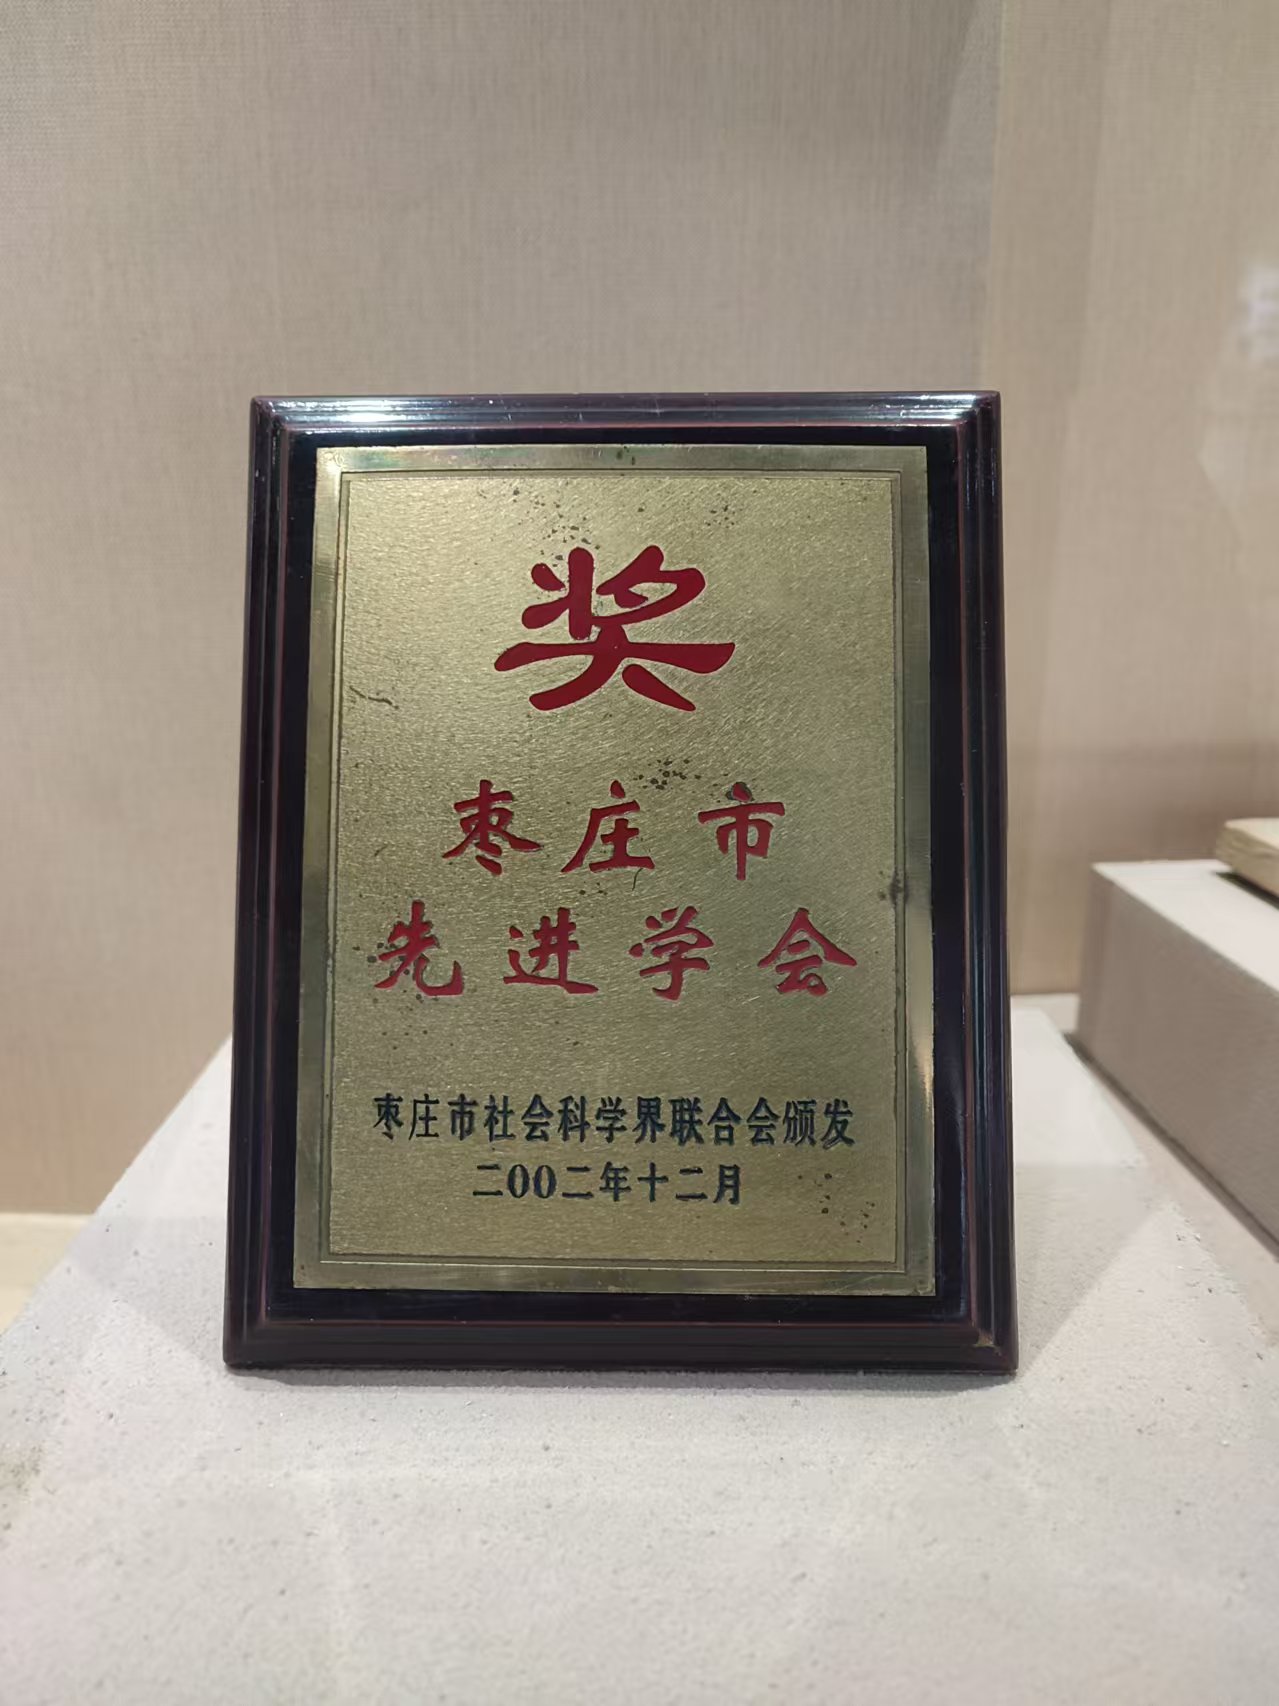 奖
枣庄市
先进学会
枣庄市社会科学界联合会颁发
二00二年十二月